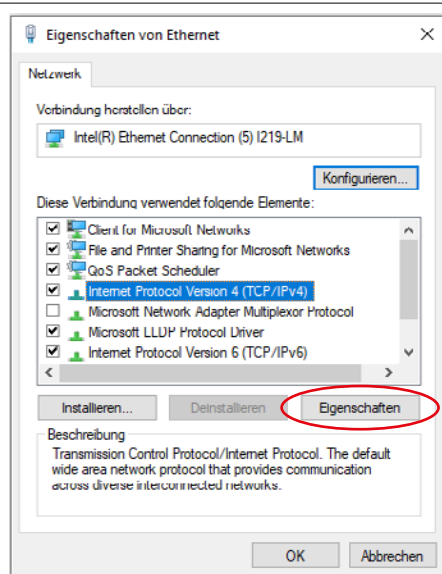 Eigenschaften von Ethernet
Netzwerk
Verbindung herstellen über:
Intel(R) Ethernet Connection (5) I219-LM
Konfigurieren...
Diese Verbindung verwendet folgende Elemente:
Client for Microsoft Networks
File and Printer Sharing for Microsoft Networks
QoS Packet Scheduler
Internet Protocol Version 4 (TCP/IPv4)
Microsoft Network Adapter Multiplexor Protocol
Microsoft LLDP Protocol Driver
Internet Protocol Version 6 (TCP/IPv6)
Installieren... Deinstallieren Eigenschaften
Beschreibung
Transmission Control Protocol/Internet Protocol. The default
wide area network protocol that provides communication
across diverse interconnected networks.
OK Abbrechen